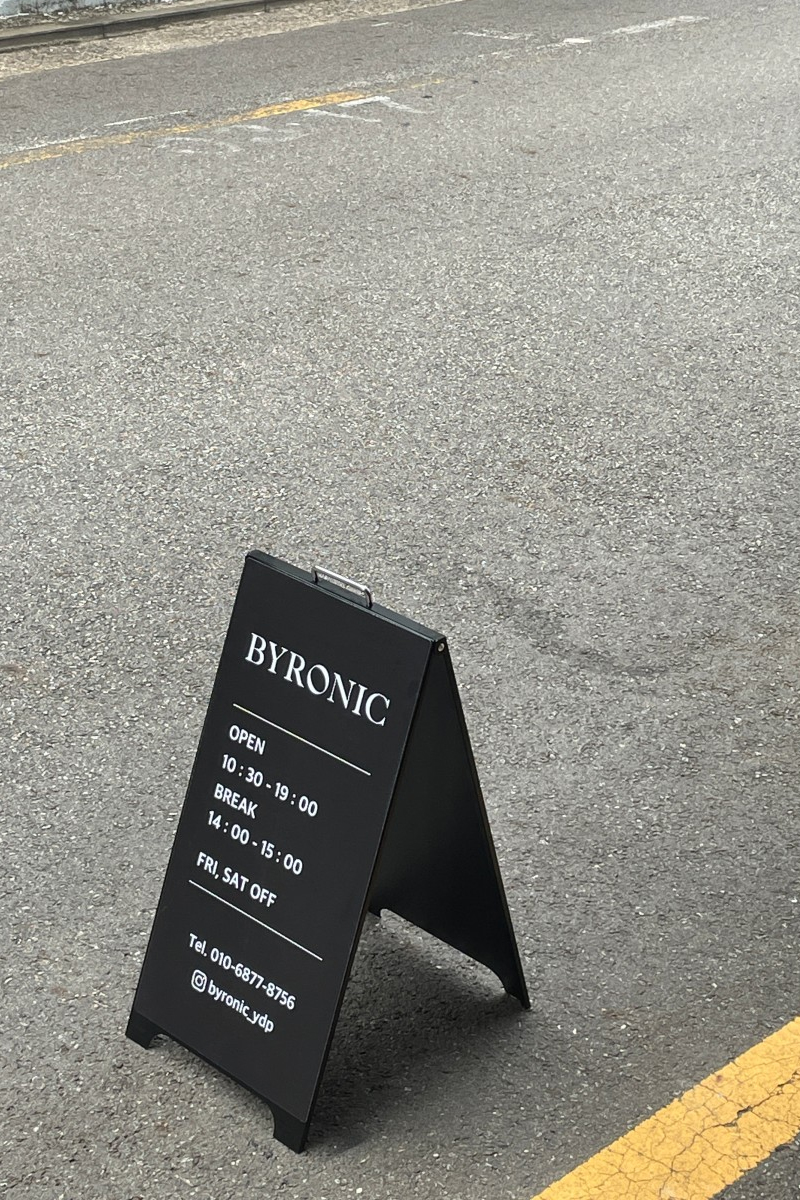 BYRONIC
OPEN
10 : 30 - 19 : 00
BREAK
14 : 00 - 15 : 00
FRI, SAT OFF
Tel. 010-6877-8756
byronic_ydp